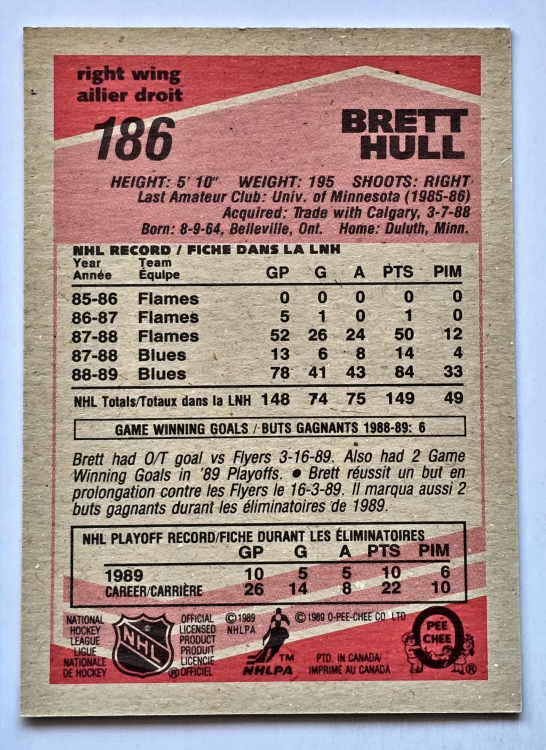 right wing
ailier droit
186
BRETT
HULL
HEIGHT: 5' 10" WEIGHT: 195 SHOOTS: RIGHT
Last Amateur Club: Univ. of Minnesota (1985-86)
Acquired: Trade with Calgary, 3-7-88
Born: 8-9-64, Belleville, Ont. Home: Duluth, Minn.
NHL RECORD / FICHE DANS LA LNH
Year Team
Année Équipe GP G A PTS PIM
85-86 Flames 0 0 0 0 0
86-87 Flames 5 1 0 1 0
87-88 Flames 52 26 24 50 12
87-88 Blues 13 6 8 14 4
88-89 Blues 78 41 43 84 33
NHL Totals/Totaux dans la LNH 148 74 75 149 49
GAME WINNING GOALS / BUTS GAGNANTS 1988-89: 6
Brett had O/T goal vs Flyers 3-16-89. Also had 2 Game
Winning Goals in '89 Playoffs. ● Brett réussit un but en
prolongation contre les Flyers le 16-3-89. Il marqua aussi 2
buts gagnants durant les éliminatoires de 1989.
NHL PLAYOFF RECORD/FICHE DURANT LES ÉLIMINATOIRES
GP G A PTS PIM
1989 10 5 5 10 6
CAREER/CARRIÈRE 26 14 8 22 10
NATIONAL
HOCKEY
LEAGUE
LIGUE
NATIONALE
DE HOCKEY
NHL
®
OFFICIAL
LICENSED
PRODUCT
PRODUIT
LICENCIE
OFFICIEL
© 1989
NHLPA
TM
NHLPA
© 1989 O-PEE-CHEE CO. LTD
PTD. IN CANADA/
IMPRIMÉ AU CANADA
O
PEE
CHEE
®